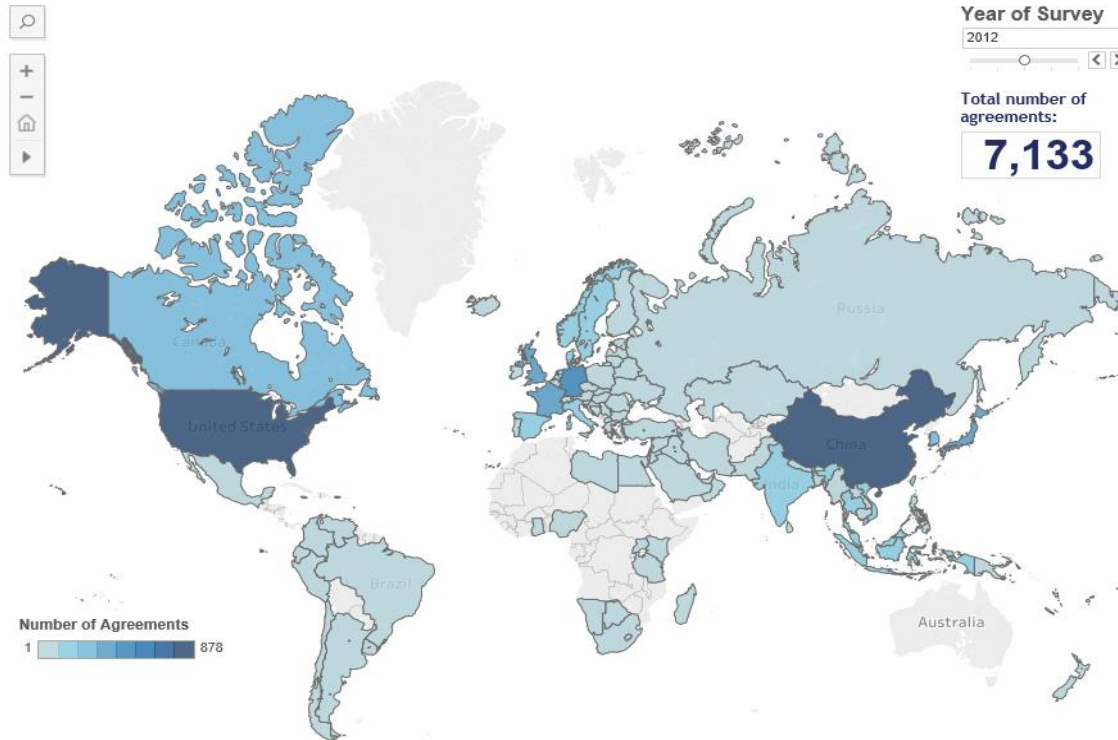 Year of Survey
2012
Total number of
agreements:
7,133
Canada
Russia
United States
China
India
Brazil
Australia
Number of Agreements
1
878